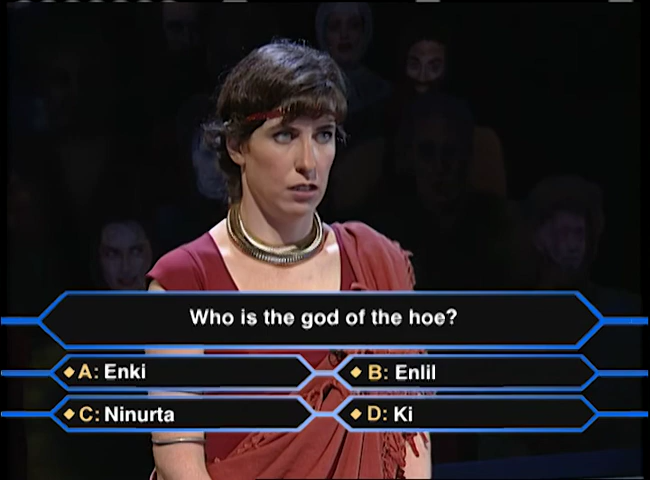 Who is the god of the hoe?
A: Enki
B: Enlil
C: Ninurta
D: Ki